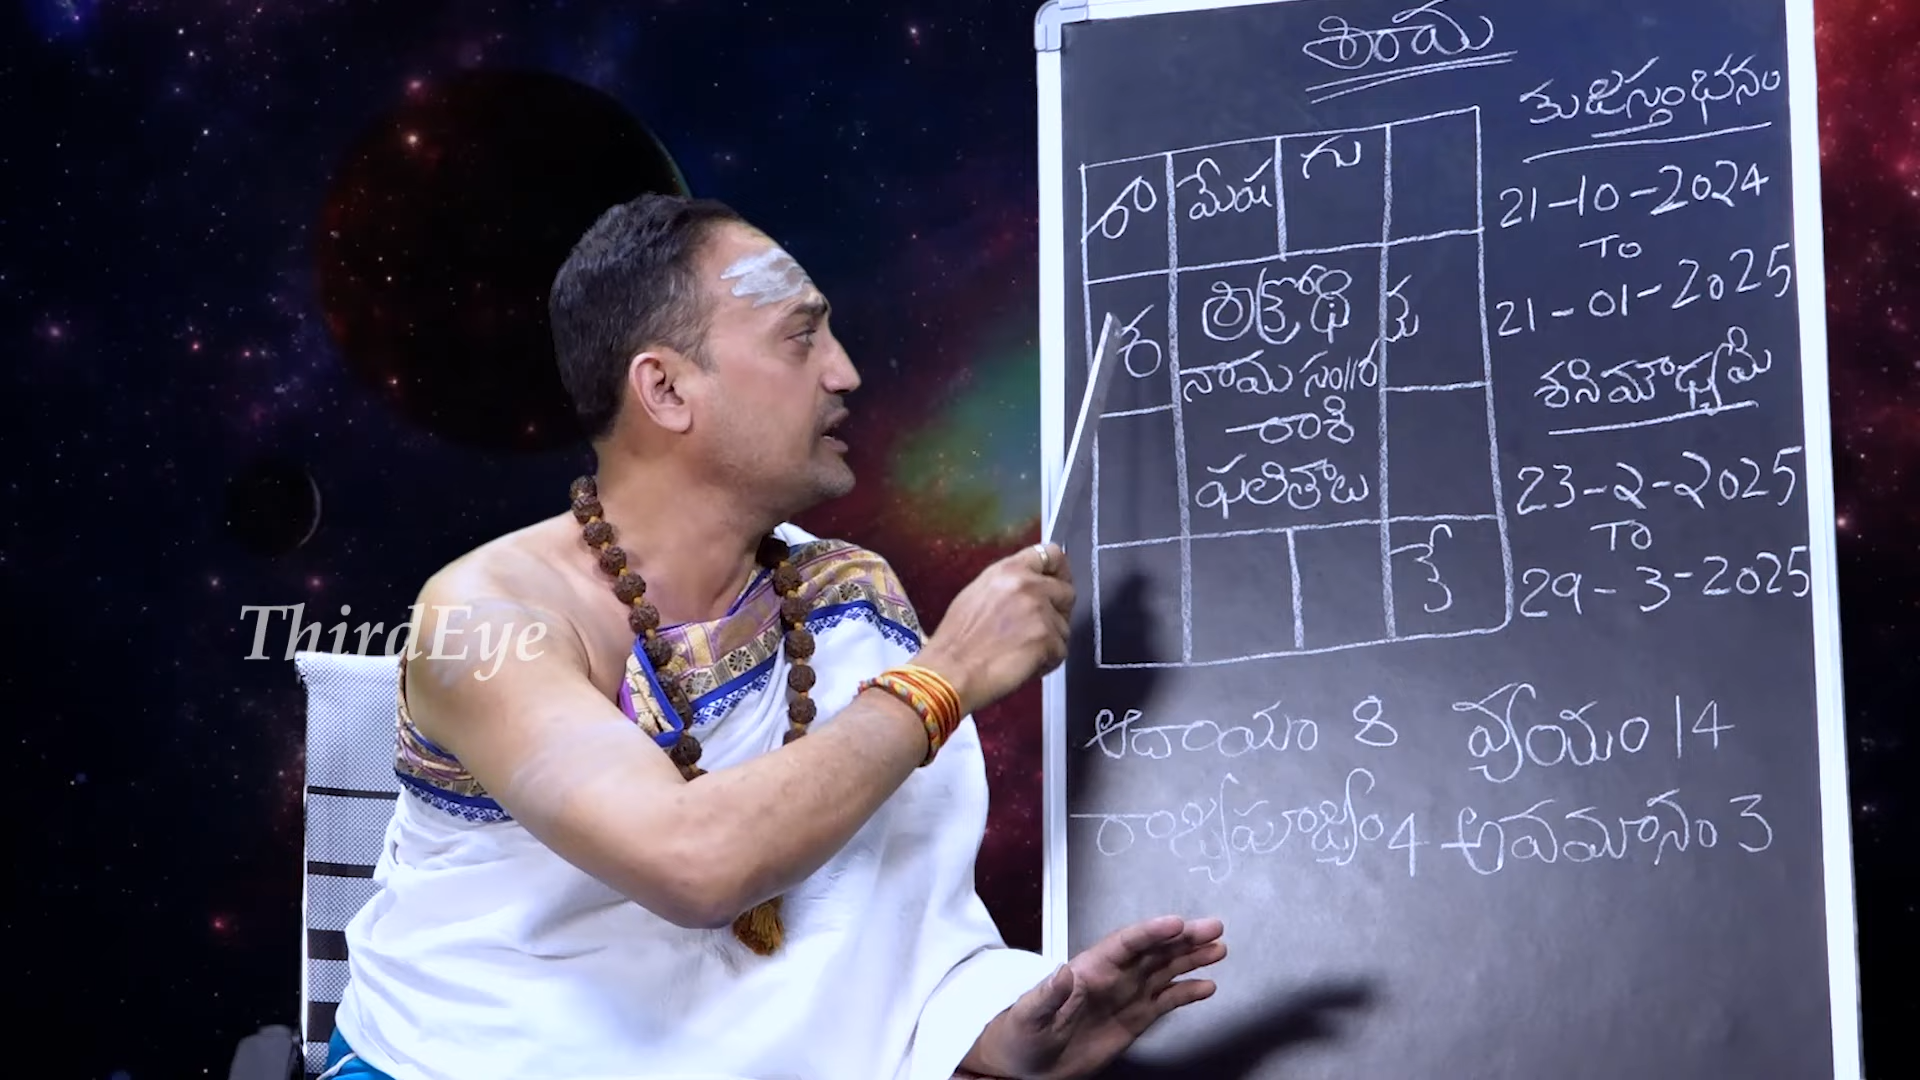 శ్రీరామ
కుజస్తంభనం
21-10-2024
TO
21-01-2025
శనిమౌఢ్యమి
23-2-2025
TO
29-3-2025
రా మేష గు
శ శ్రీ క్రోధి కు
నామ సం||ర
రాశి
ఫలితాలు
కే
ఆదాయం 8 వ్యయం 14
రాజ్యపూజ్యం 4 అవమానం 3
ThirdEye